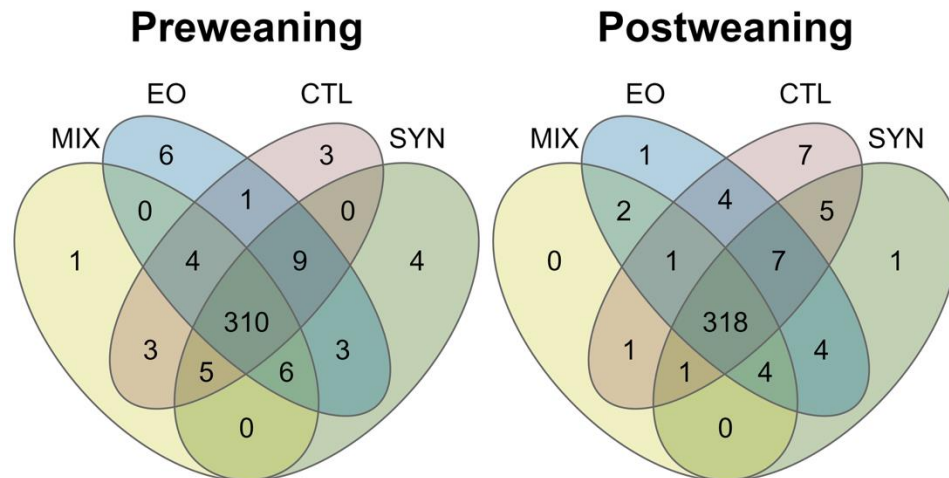 Preweaning Postweaning
EO CTL EO CTL
MIX SYN MIX SYN
6 3 1 7
0 1 0 2 4 5
1 4 9 4 0 1 7 1
310 318
3 3 1 4
5 6 1 4
0 0